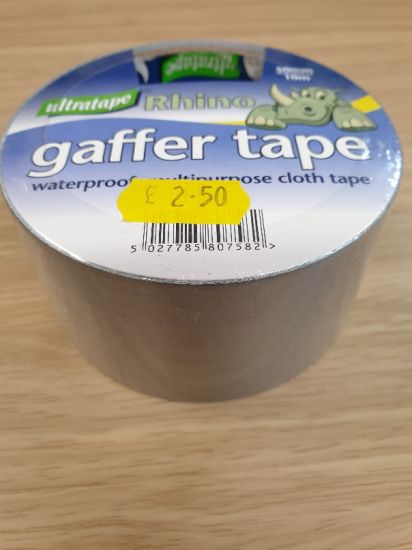 ultratape
50mm
10m
ultratape Rhino
gaffer tape
waterproof multipurpose cloth tape
£ 2.50
5 027785 807582 >